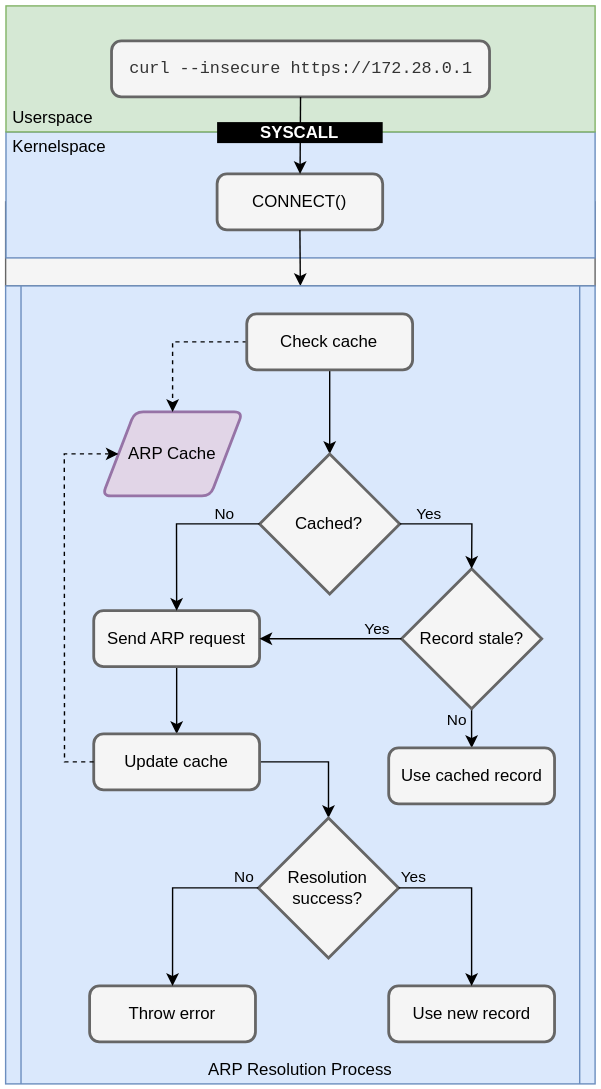 curl --insecure https://172.28.0.1
Userspace
SYSCALL
Kernelspace
CONNECT()
Check cache
ARP Cache
Cached?
No
Yes
Send ARP request
Yes
Record stale?
No
Update cache
Use cached record
Resolution
success?
No
Yes
Throw error
Use new record
ARP Resolution Process